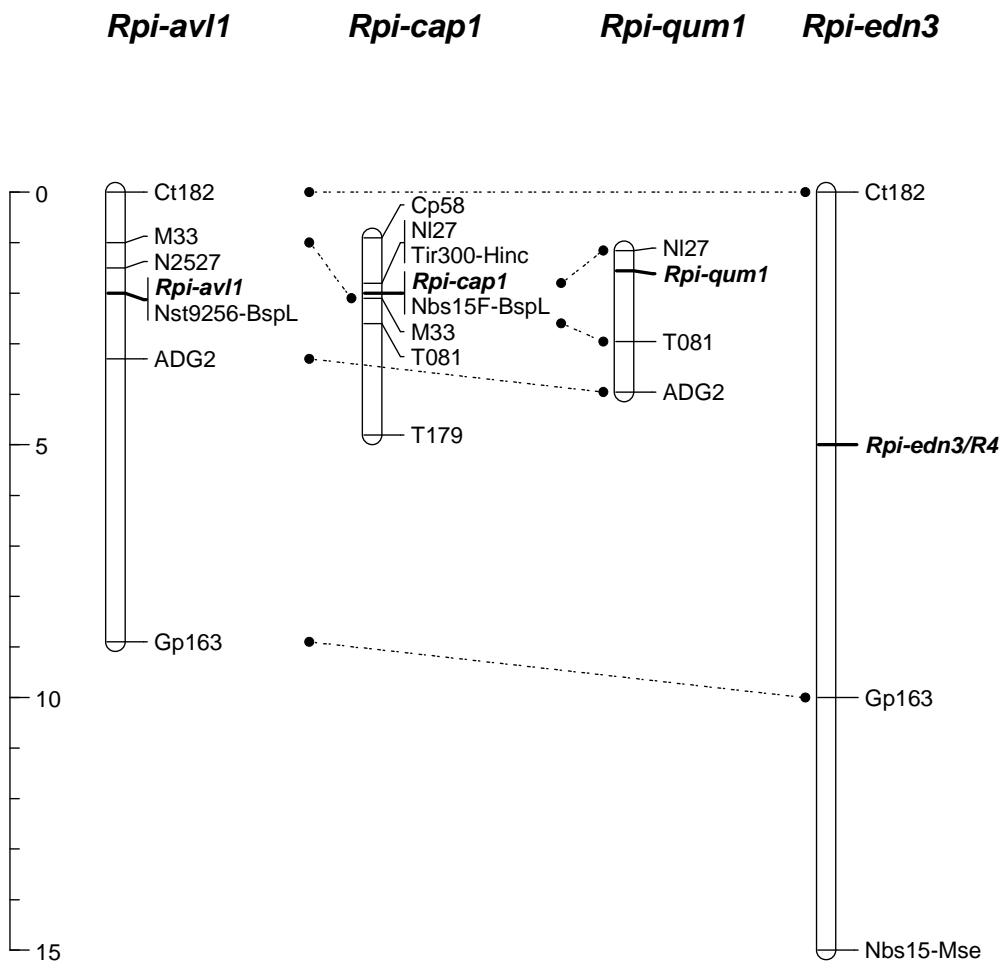 Rpi-avl1 Rpi-cap1 Rpi-qum1 Rpi-edn3
0
5
10
15
Ct182
M33
N2527
Rpi-avl1
Nst9256-BspL
ADG2
Gp163
Cp58
Nl27
Tir300-Hinc
Rpi-cap1
Nbs15F-BspL
M33
T081
T179
Nl27
Rpi-qum1
T081
ADG2
Ct182
Rpi-edn3/R4
Gp163
Nbs15-Mse